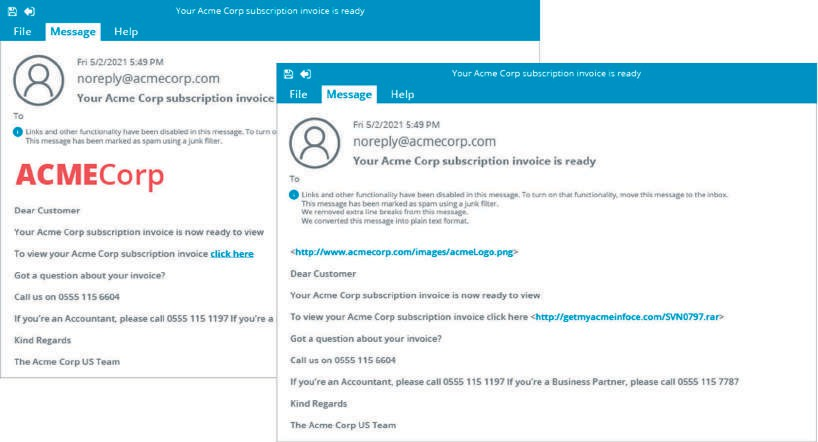 Your Acme Corp subscription invoice is ready
File Message Help
Fri 5/2/2021 5:49 PM
noreply@acmecorp.com
Your Acme Corp subscription invoice
To
Links and other functionality have been disabled in this message. To turn o
This message has been marked as spam using a junk filter.
ACMECorp
Dear Customer
Your Acme Corp subscription invoice is now ready to view
To view your Acme Corp subscription invoice click here
Got a question about your invoice?
Call us on 0555 115 6604
If you're an Accountant, please call 0555 115 1197 If you're a
Kind Regards
The Acme Corp US Team
Your Acme Corp subscription invoice is ready
File Message Help
Fri 5/2/2021 5:49 PM
noreply@acmecorp.com
Your Acme Corp subscription invoice is ready
To
Links and other functionality have been disabled in this message. To turn on that functionality, move this message to the inbox.
This message has been marked as spam using a junk filter.
We removed extra line breaks from this message.
We converted this message into plain text format.
<http://www.acmecorp.com/images/acmeLogo.png>
Dear Customer
Your Acme Corp subscription invoice is now ready to view
To view your Acme Corp subscription invoice click here <http://getmyacmeinfoce.com/SVN0797.rar>
Got a question about your invoice?
Call us on 0555 115 6604
If you're an Accountant, please call 0555 115 1197 If you're a Business Partner, please call 0555 115 7787
Kind Regards
The Acme Corp US Team